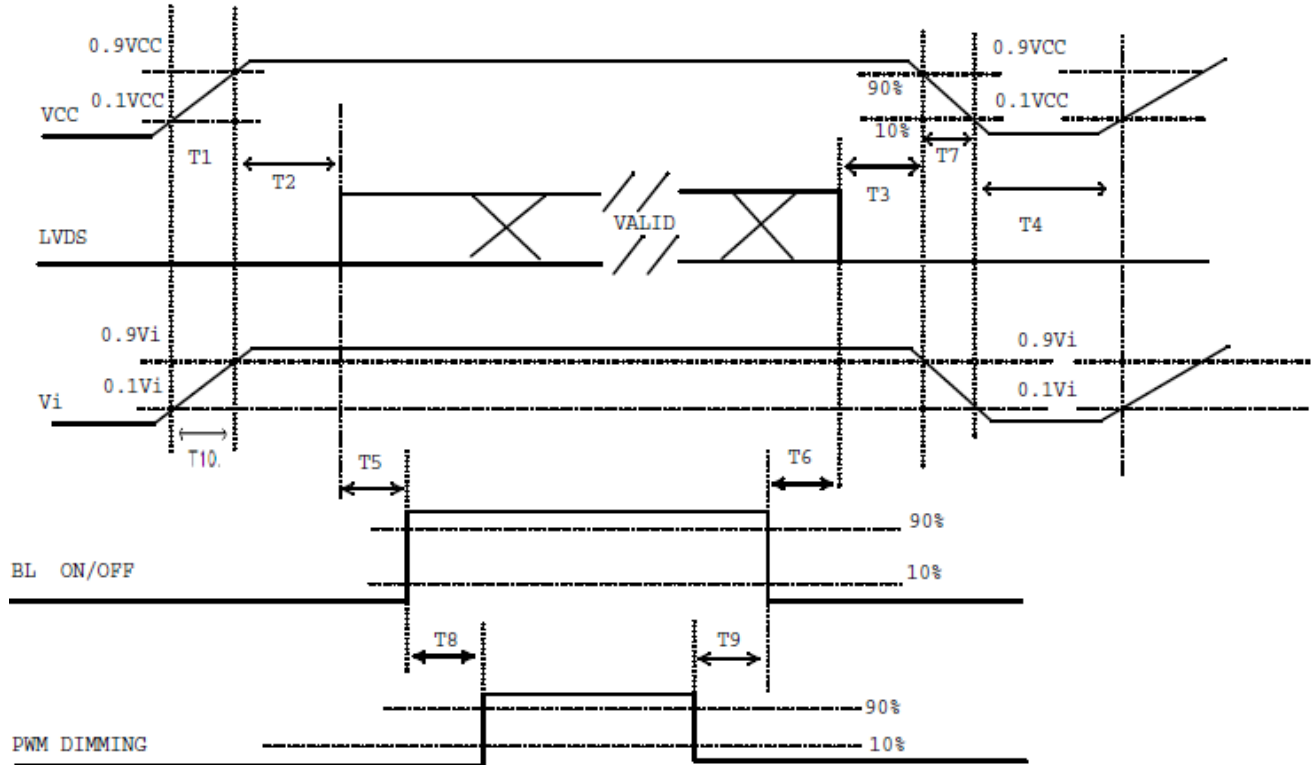 0.9VCC
0.9VCC
90%
VCC 0.1VCC
0.1VCC
10%
T1
T2
T3
T7
T4
LVDS
VALID
0.9Vi
0.9Vi
Vi 0.1Vi
0.1Vi
T10.
T5
T6
90%
BL ON/OFF
10%
T8
T9
90%
PWM DIMMING
10%